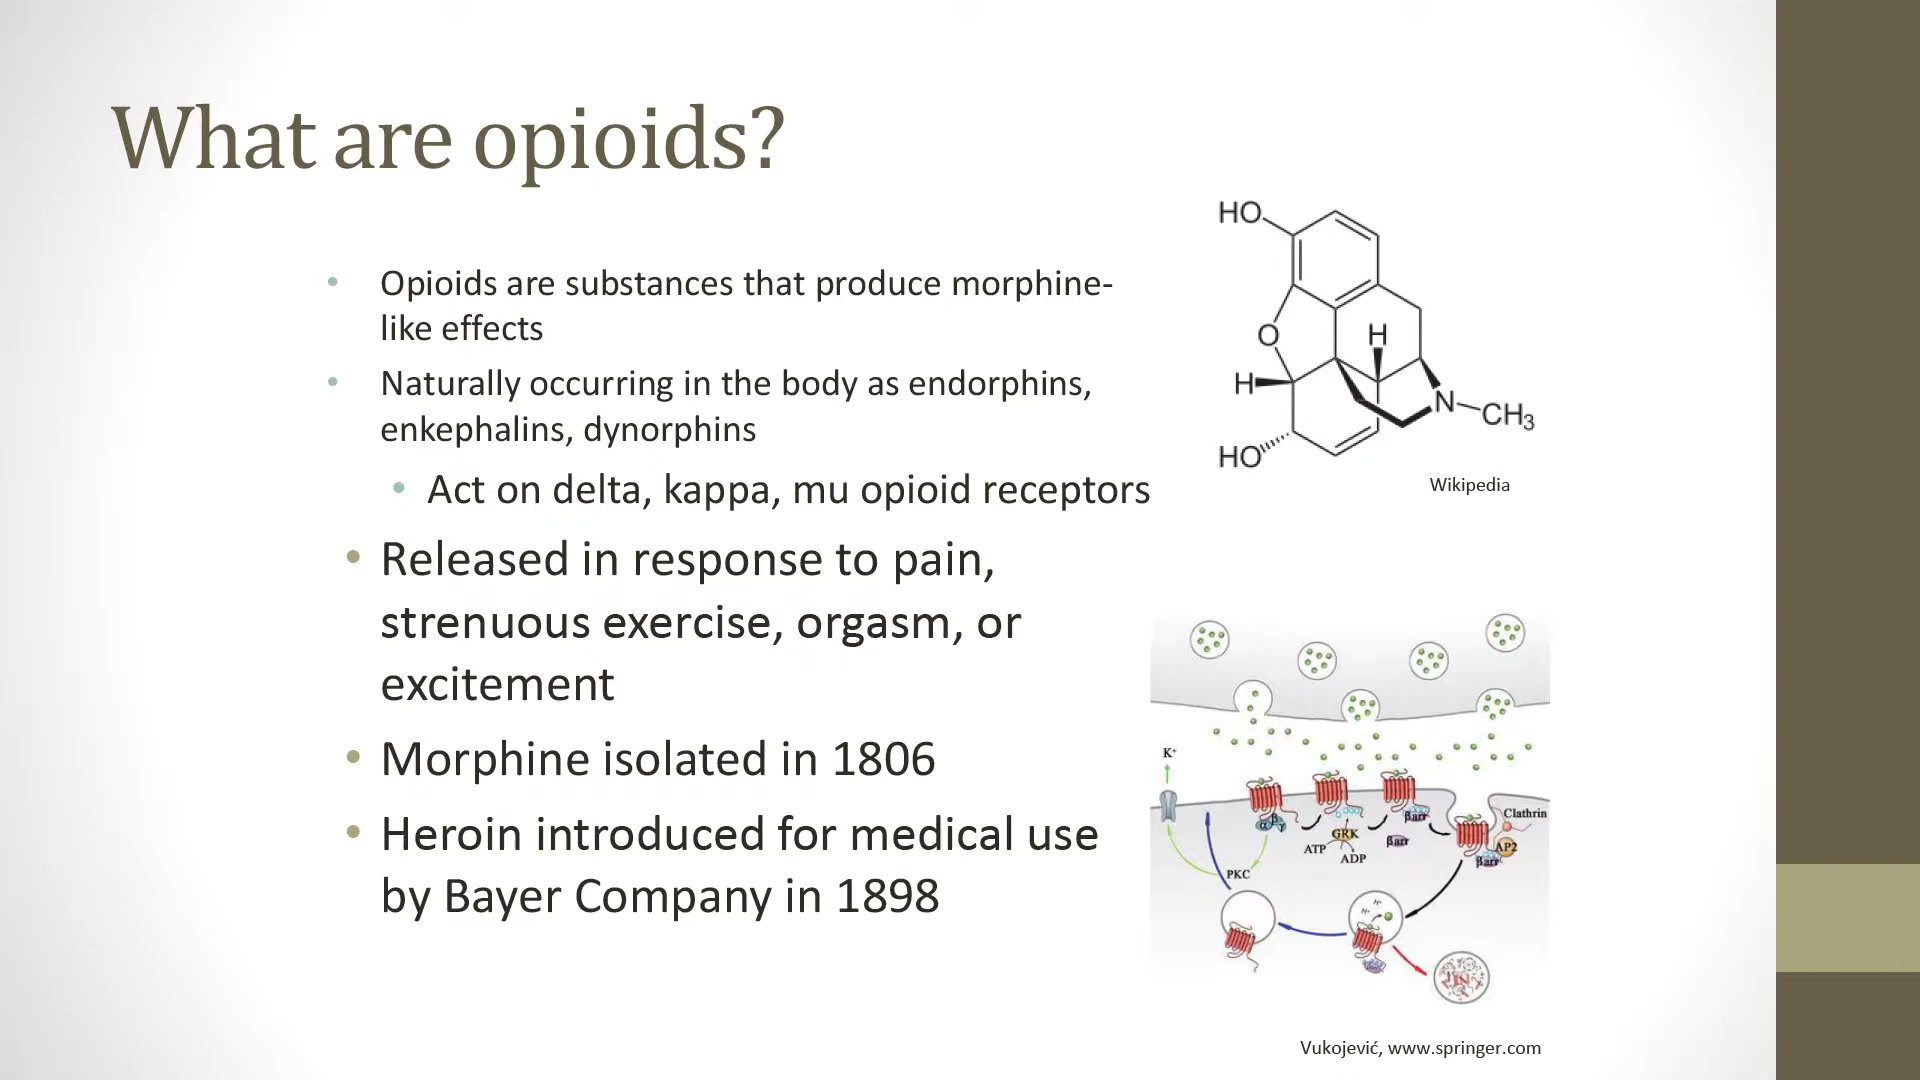 What are opioids?
• Opioids are substances that produce morphine-
like effects
• Naturally occurring in the body as endorphins,
enkephalins, dynorphins
• Act on delta, kappa, mu opioid receptors
• Released in response to pain,
strenuous exercise, orgasm, or
excitement
• Morphine isolated in 1806
• Heroin introduced for medical use
by Bayer Company in 1898
HO
O
H
H
N
CH3
HO
Wikipedia
K+
Clathrin
α β γ
GRK
βarr
βarr
AP2
βarr
ATP
ADP
PKC
H+
H+
Vukojević, www.springer.com